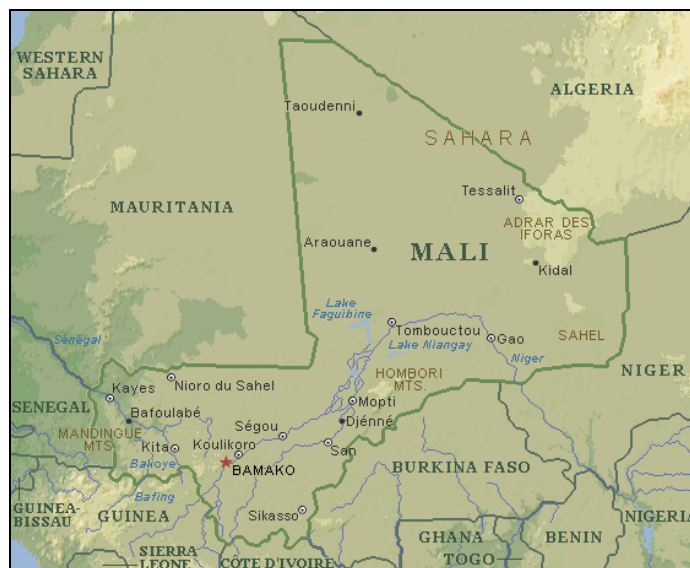 WESTERN
SAHARA
ALGERIA
Taoudenni
SAHARA
Tessalit
MAURITANIA
ADRAR DES
IFORAS
Araouane
MALI
Kidal
Lake
Faguibine
Tombouctou
Sénégal
Lake Niangay
Gao
SAHEL
Niger
HOMBORI
MTS.
NIGER
Nioro du Sahel
Kayes
SENEGAL
Bafoulabé
Mopti
Djénné
Ségou
MANDINGUE
MTS.
Kita
Koulikoro
San
Bakoye
BAMAKO
BURKINA FASO
Bafing
GUINEA-
BISSAU
GUINEA
Sikasso
NIGERIA
GHANA
BENIN
TOGO
SIERRA
LEONE
CÔTE D'IVOIRE